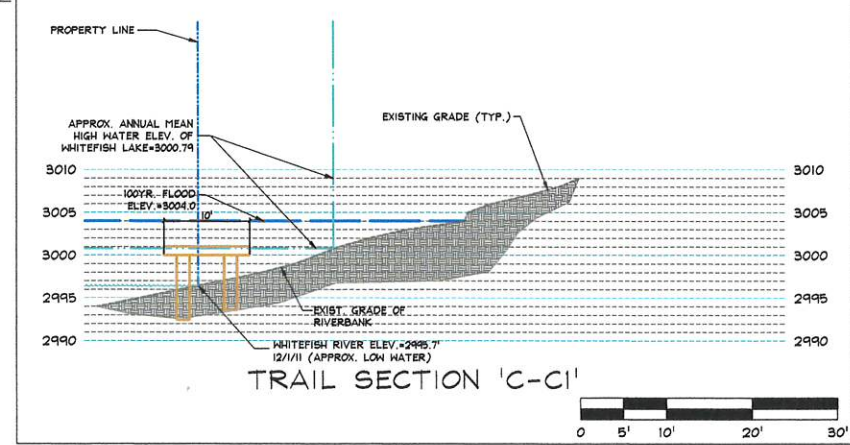 PROPERTY LINE
APPROX. ANNUAL MEAN
HIGH WATER ELEV. OF
WHITEFISH LAKE=3000.79
EXISTING GRADE (TYP.)
3010
3010
100YR. FLOOD
ELEV.=3004.0
3005
3005
10'
3000
3000
2995
2995
EXIST. GRADE OF
RIVERBANK
2990
2990
WHITEFISH RIVER ELEV.=2995.7'
12/1/11 (APPROX. LOW WATER)
TRAIL SECTION 'C-C1'
0 5' 10' 20' 30'